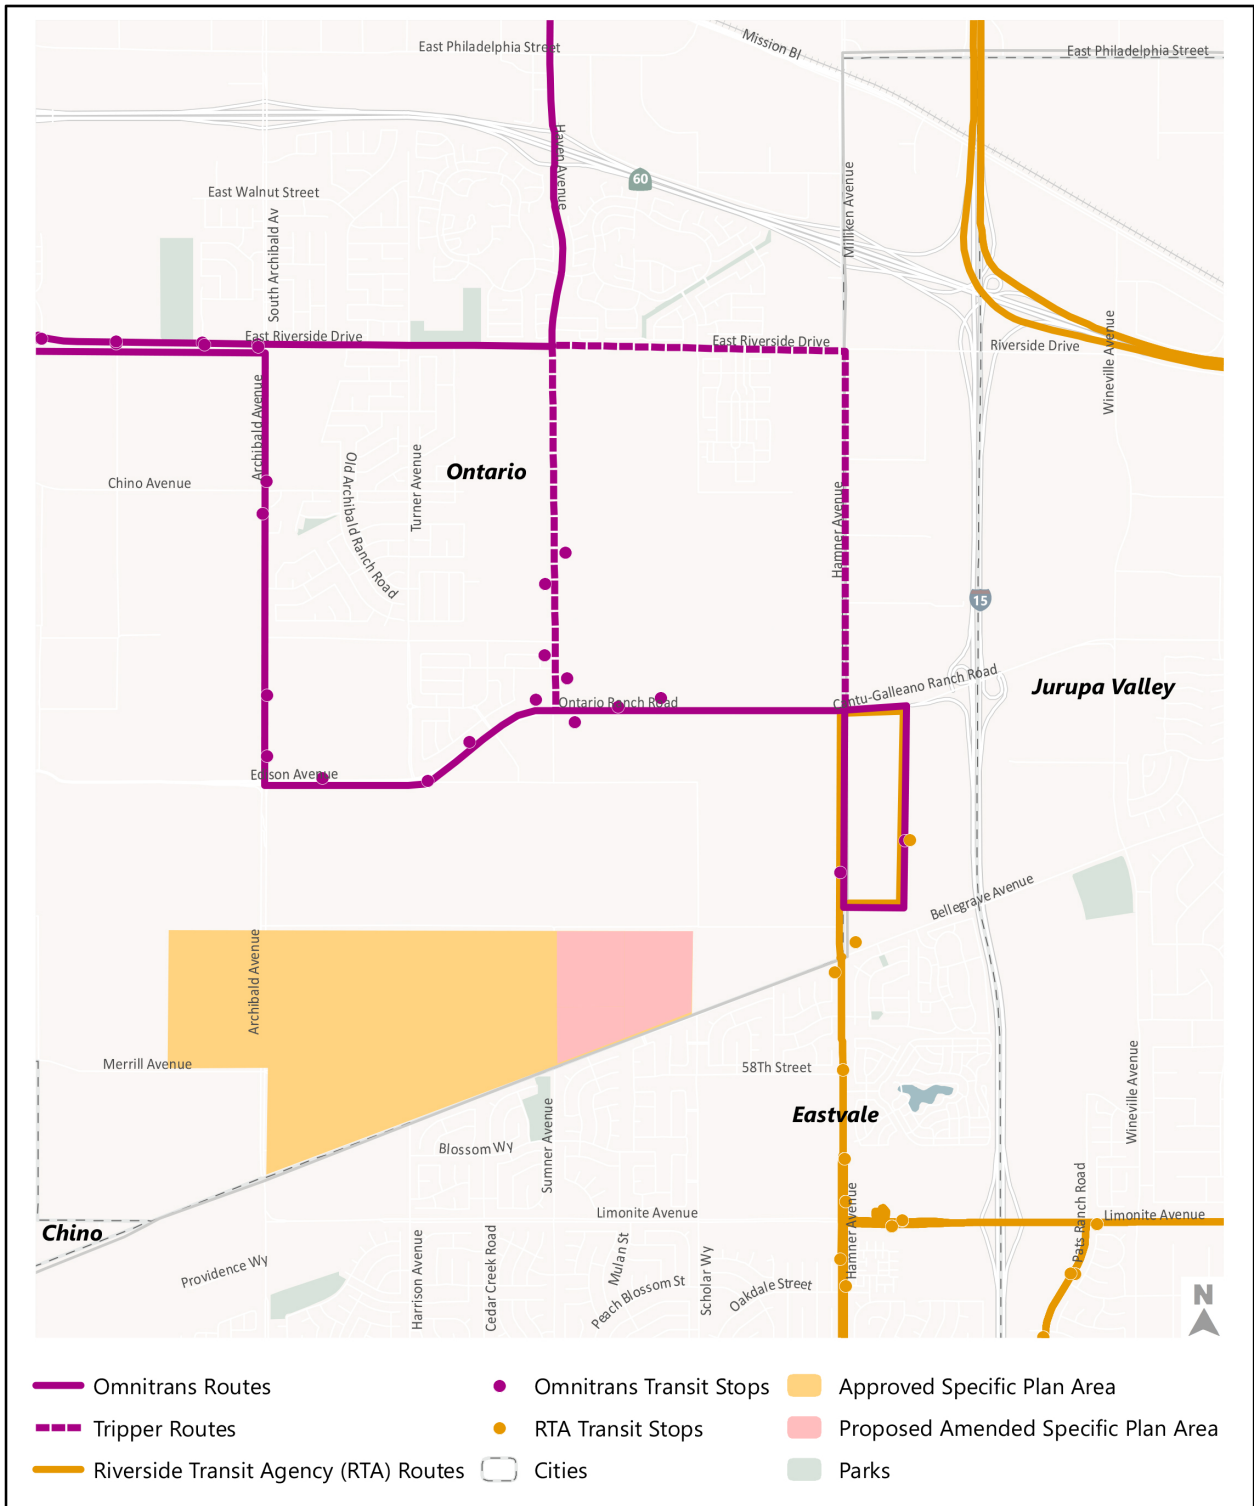 East Philadelphia Street
Mission Bl
East Philadelphia Street
Haven Avenue
60
Milliken Avenue
East Walnut Street
South Archibald Av
East Riverside Drive
East Riverside Drive
Riverside Drive
Wineville Avenue
Archibald Avenue
Chino Avenue
Old Archibald Ranch Road
Turner Avenue
Ontario
Hamner Avenue
15
Cantu-Galleano Ranch Road
Jurupa Valley
Ontario Ranch Road
Edison Avenue
Bellegrave Avenue
Archibald Avenue
Merrill Avenue
58Th Street
Wineville Avenue
Eastvale
Blossom Wy
Sumner Avenue
Limonite Avenue
Hamner Avenue
Pats Ranch Road
Limonite Avenue
Chino
Providence Wy
Harrison Avenue
Cedar Creek Road
Mulan St
Peach Blossom St
Scholar Wy
Oakdale Street
N
Omnitrans Routes
Omnitrans Transit Stops
Approved Specific Plan Area
Tripper Routes
RTA Transit Stops
Proposed Amended Specific Plan Area
Riverside Transit Agency (RTA) Routes
Cities
Parks